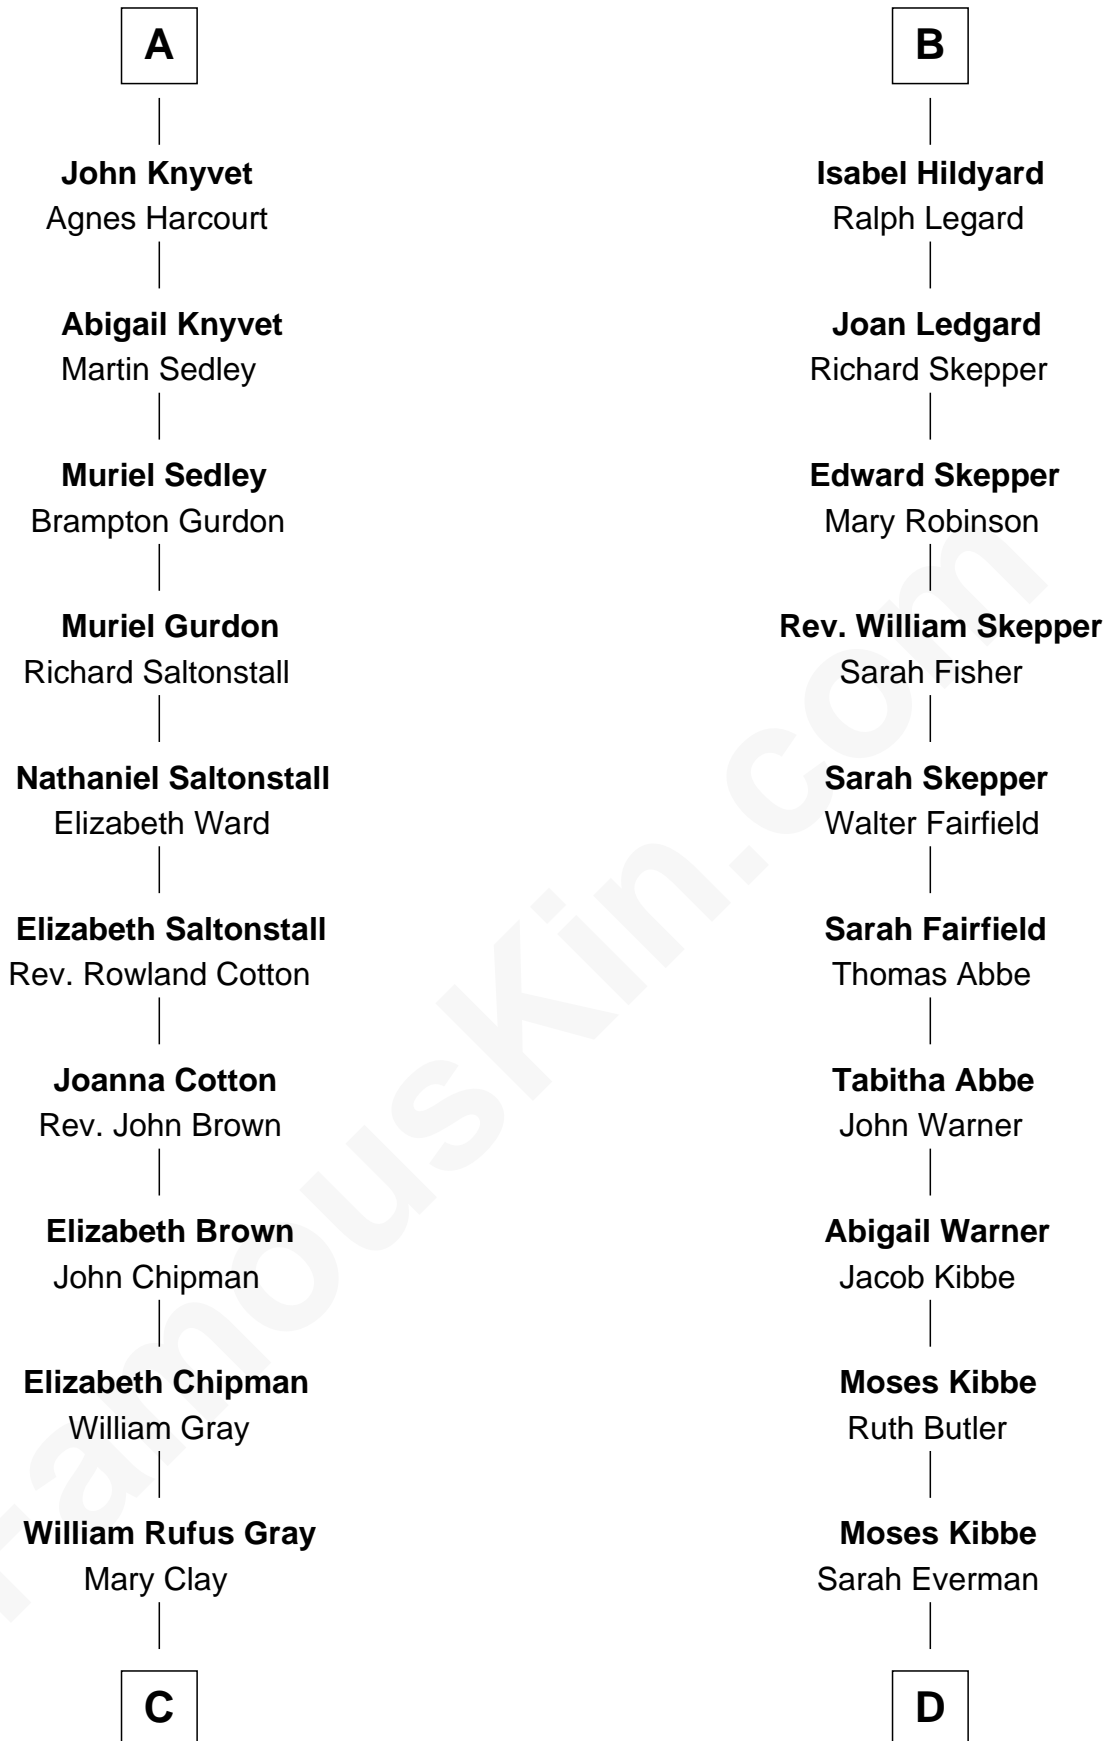 A
John Knyvet
Agnes Harcourt
Abigail Knyvet
Martin Sedley
Muriel Sedley
Brampton Gurdon
Muriel Gurdon
Richard Saltonstall
Nathaniel Saltonstall
Elizabeth Ward
Elizabeth Saltonstall
Rev. Rowland Cotton
Joanna Cotton
Rev. John Brown
Elizabeth Brown
John Chipman
Elizabeth Chipman
William Gray
William Rufus Gray
Mary Clay
C
B
Isabel Hildyard
Ralph Legard
Joan Ledgard
Richard Skepper
Edward Skepper
Mary Robinson
Rev. William Skepper
Sarah Fisher
Sarah Skepper
Walter Fairfield
Sarah Fairfield
Thomas Abbe
Tabitha Abbe
John Warner
Abigail Warner
Jacob Kibbe
Moses Kibbe
Ruth Butler
Moses Kibbe
Sarah Everman
D
FamousKin.com